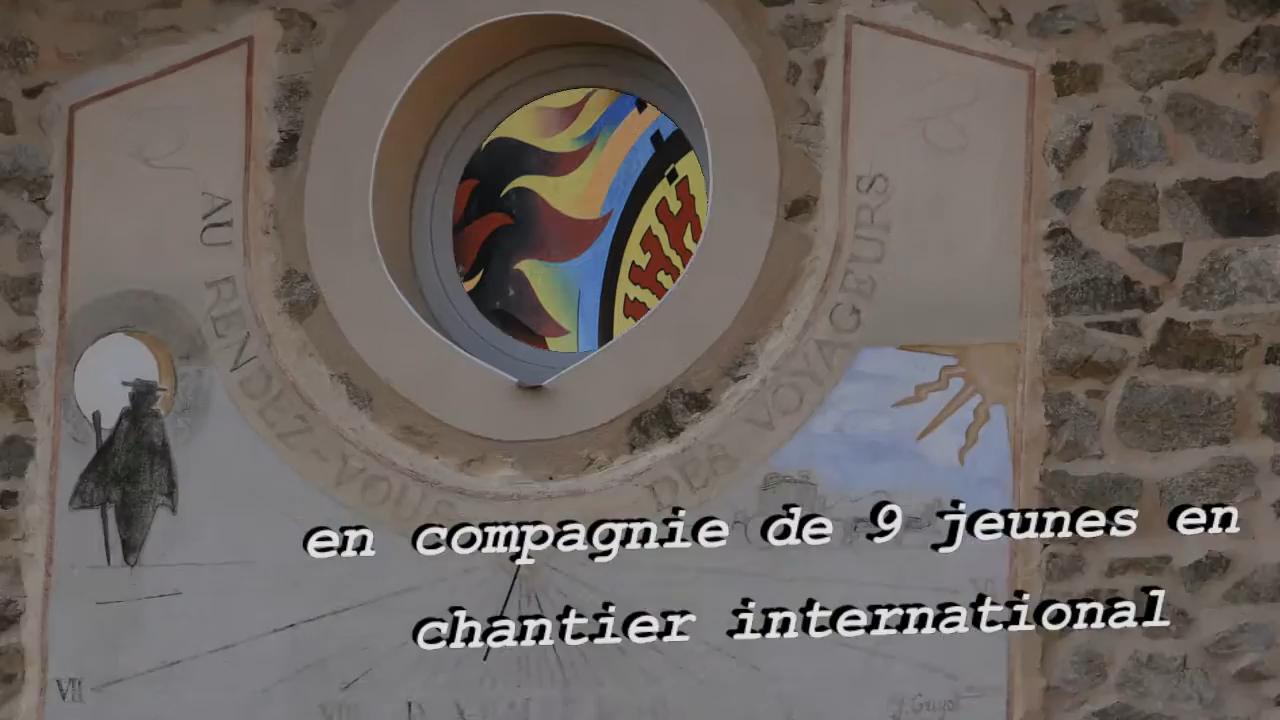 AU RENDEZ-VOUS DES VOYAGEURS
en compagnie de 9 jeunes en
chantier international
VII